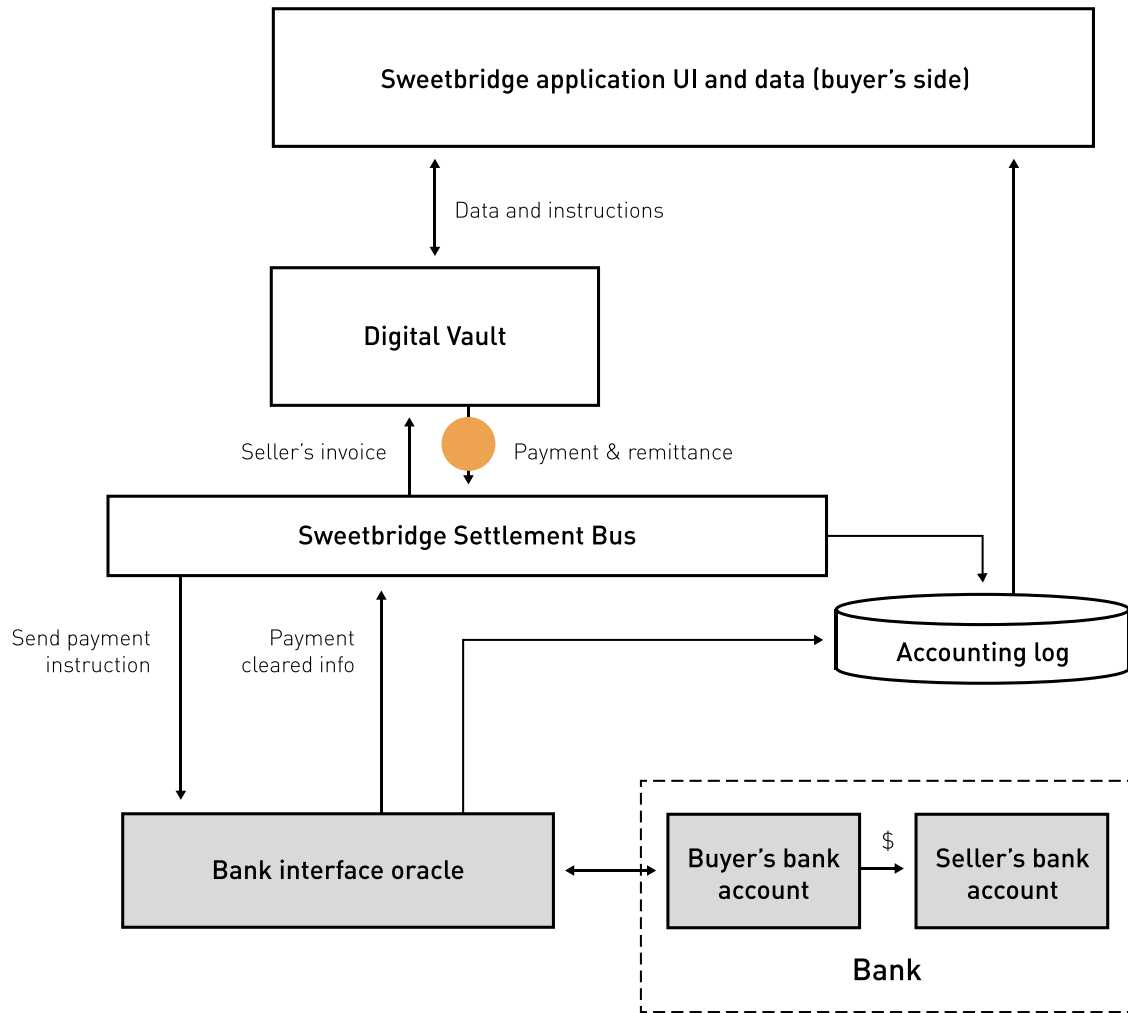 Sweetbridge application UI and data (buyer’s side)
Data and instructions
Digital Vault
Seller’s invoice
Payment & remittance
Sweetbridge Settlement Bus
Send payment
instruction
Payment
cleared info
Accounting log
Bank interface oracle
Buyer’s bank
account
$
Seller’s bank
account
Bank